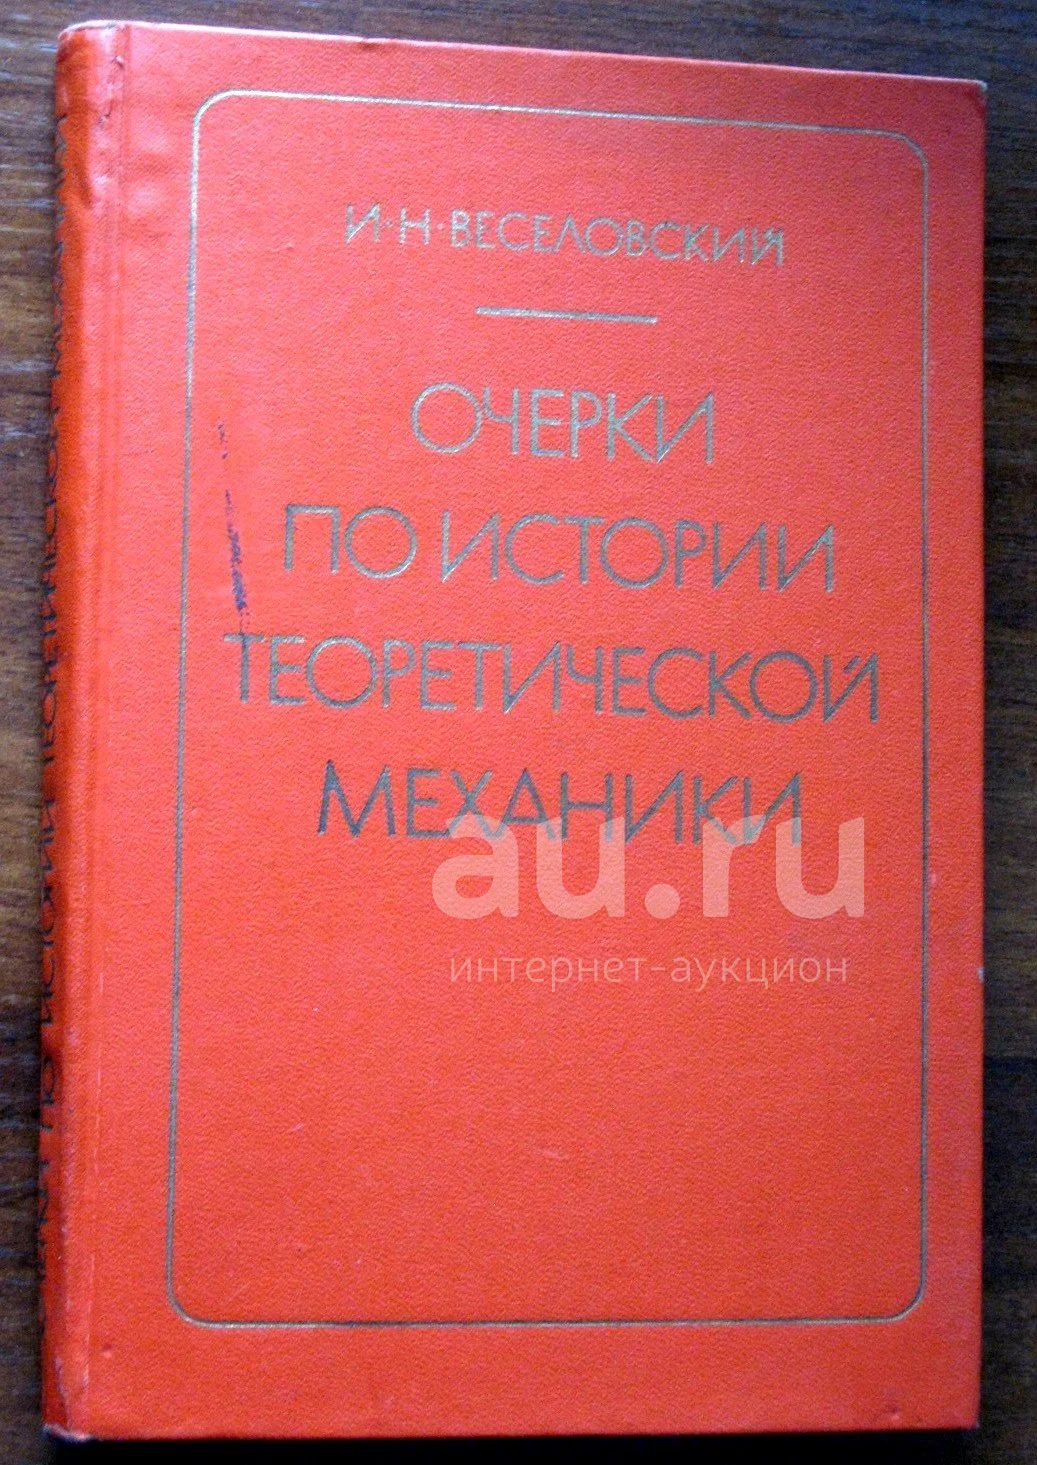 И·Н·ВЕСЕЛОВСКИЙ
ОЧЕРКИ
ПО ИСТОРИИ
ТЕОРЕТИЧЕСКОЙ
МЕХАНИКИ
au.ru
интернет-аукцион